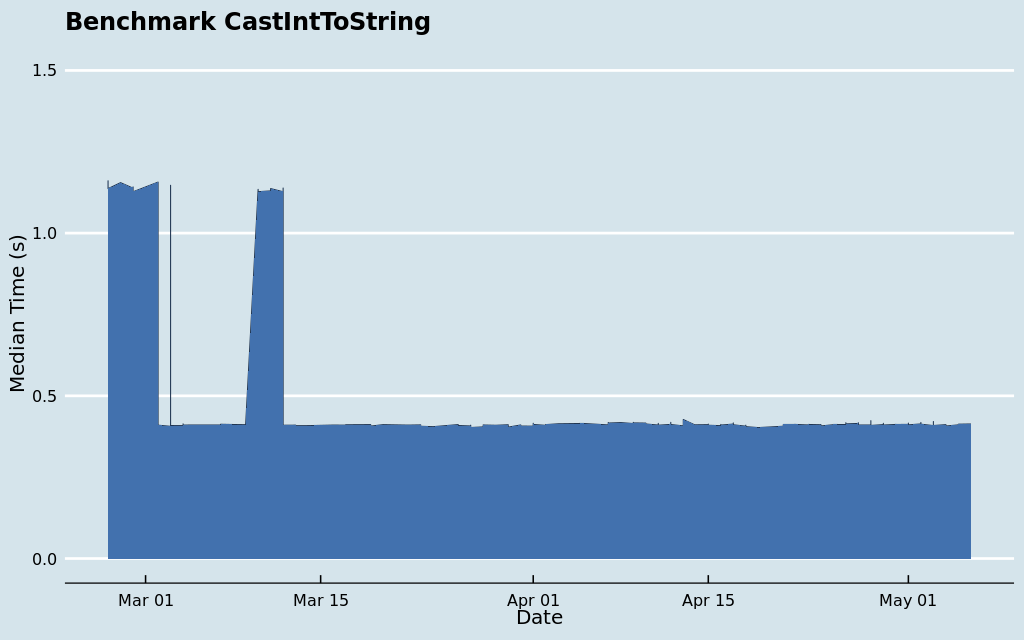 Benchmark CastIntToString
1.5
1.0
0.5
0.0
Median Time (s)
Mar 01 Mar 15 Apr 01 Apr 15 May 01
Date